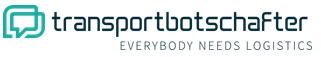 transportbotschafter
EVERYBODY NEEDS LOGISTICS